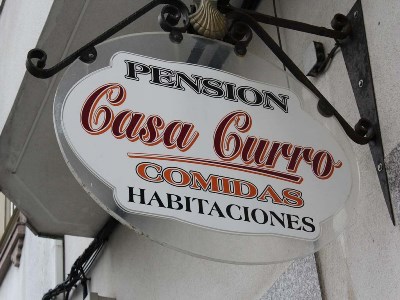 PENSION
Casa Curro
COMIDAS
HABITACIONES